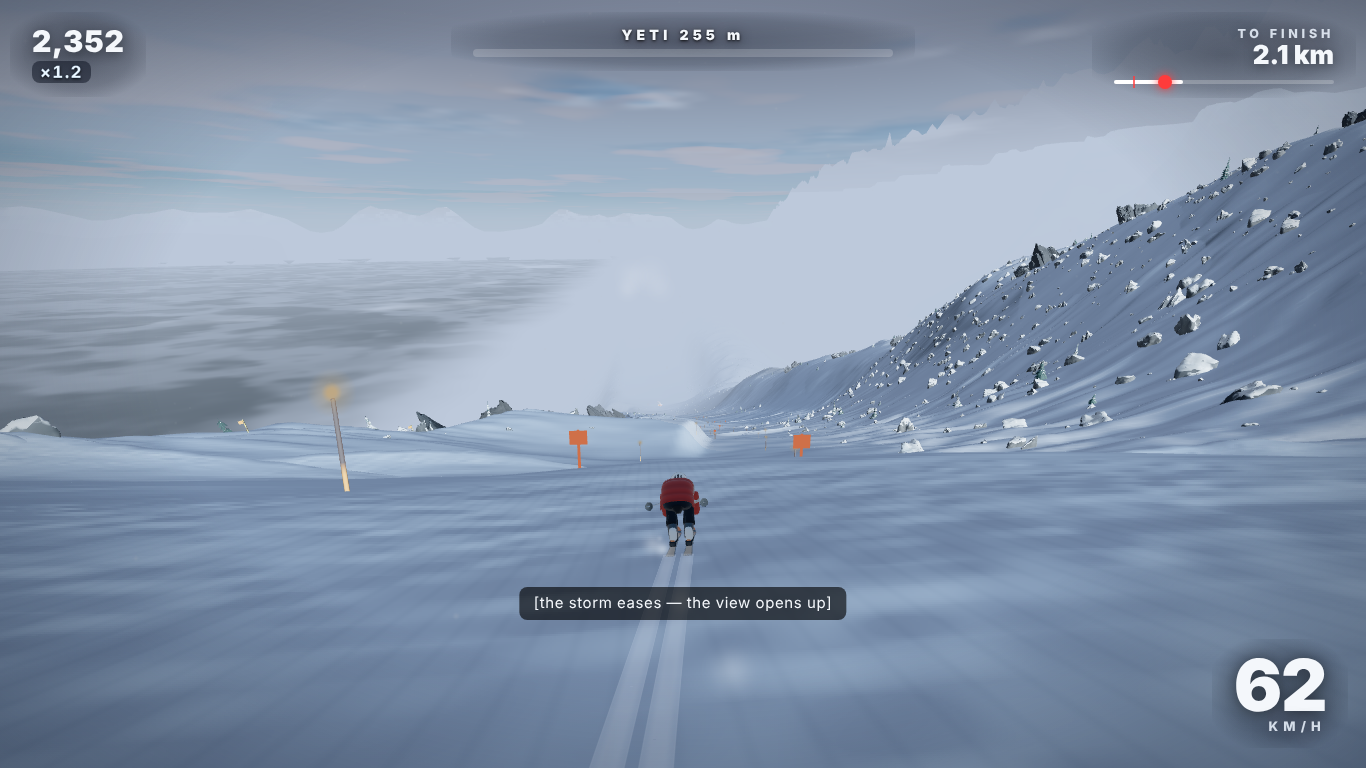 2,352
×1.2
YETI 255 m
TO FINISH
2.1 km
[the storm eases — the view opens up]
62
KM/H